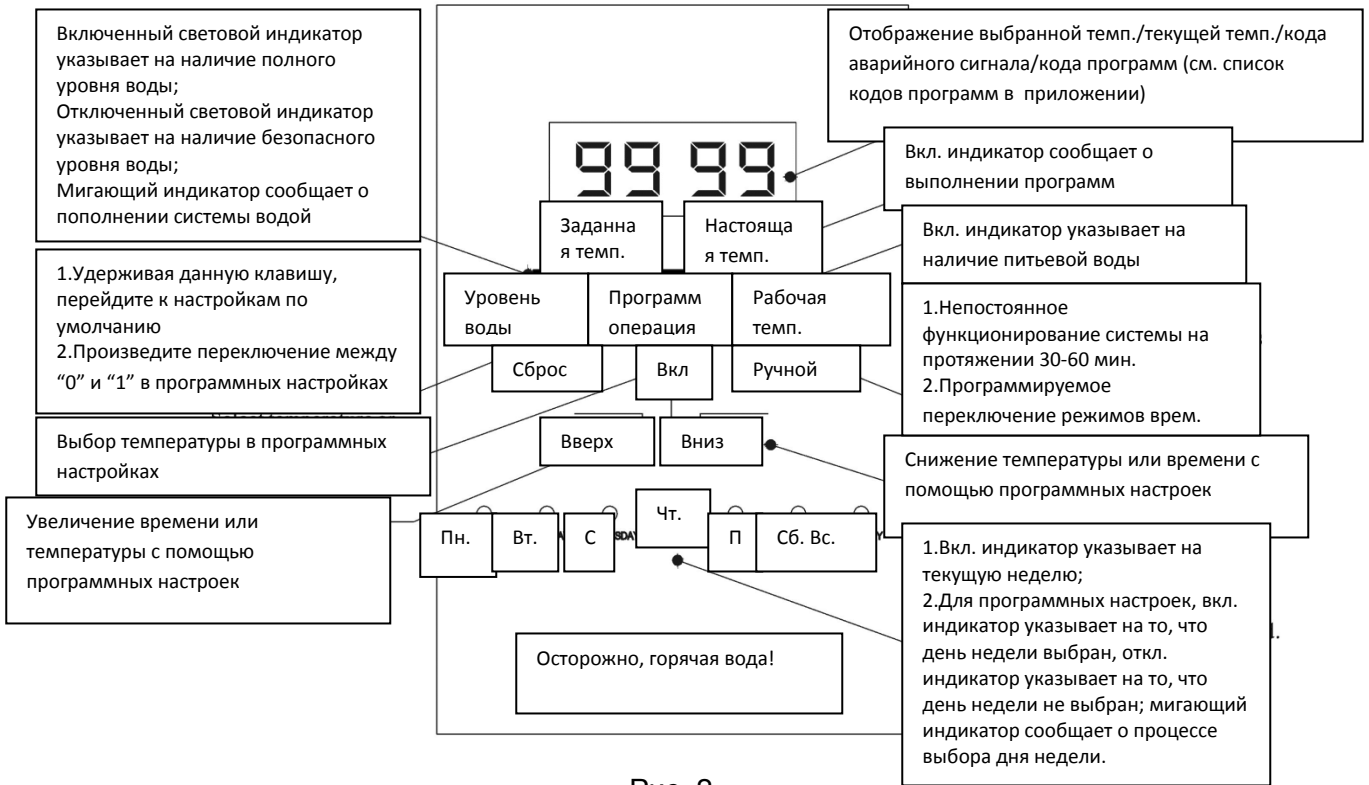 Включенный световой индикатор
указывает на наличие полного
уровня воды;
Отключенный световой индикатор
указывает на наличие безопасного
уровня воды;
Мигающий индикатор сообщает о
пополнении системы водой
1.Удерживая данную клавишу,
перейдите к настройкам по
умолчанию
2.Произведите переключение между
“0” и “1” в программных настройках
Выбор температуры в программных
настройках
Увеличение времени или
температуры с помощью
программных настроек
99 99
Заданна
я темп.
Настояща
я темп.
Уровень
воды
Программ
операция
Рабочая
темп.
Сброс
Вкл
Ручной
Вверх
Вниз
Пн.
Вт.
С
Чт.
П
Сб. Вс.
Осторожно, горячая вода!
Отображение выбранной темп./текущей темп./кода
аварийного сигнала/кода программ (см. список
кодов программ в приложении)
Вкл. индикатор сообщает о
выполнении программ
Вкл. индикатор указывает на
наличие питьевой воды
1.Непостоянное
функционирование системы на
протяжении 30-60 мин.
2.Программируемое
переключение режимов врем.
Снижение температуры или времени с
помощью программных настроек
1.Вкл. индикатор указывает на
текущую неделю;
2.Для программных настроек, вкл.
индикатор указывает на то, что
день недели выбран, откл.
индикатор указывает на то, что
день недели не выбран; мигающий
индикатор сообщает о процессе
выбора дня недели.